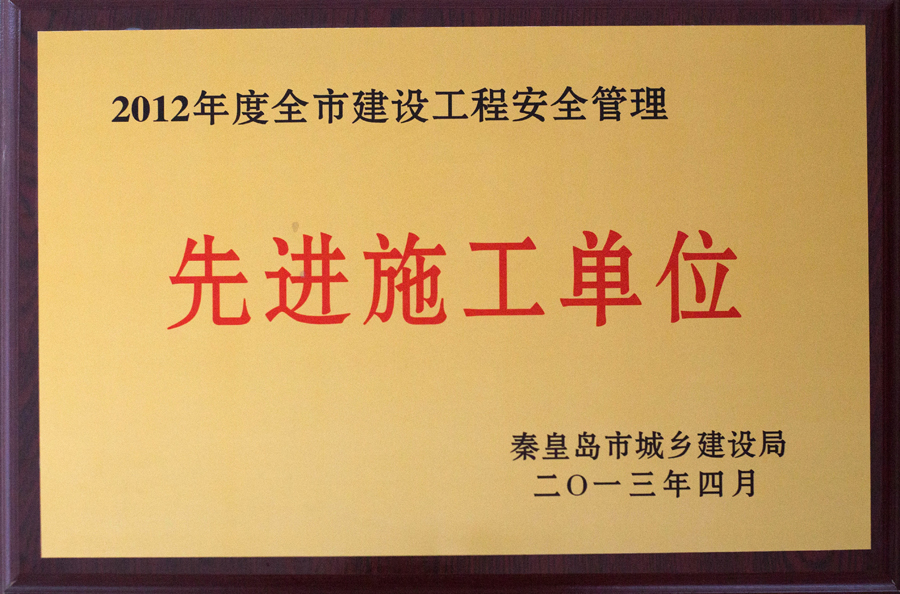 2012年度全市建设工程安全管理
先进施工单位
秦皇岛市城乡建设局
二〇一三年四月